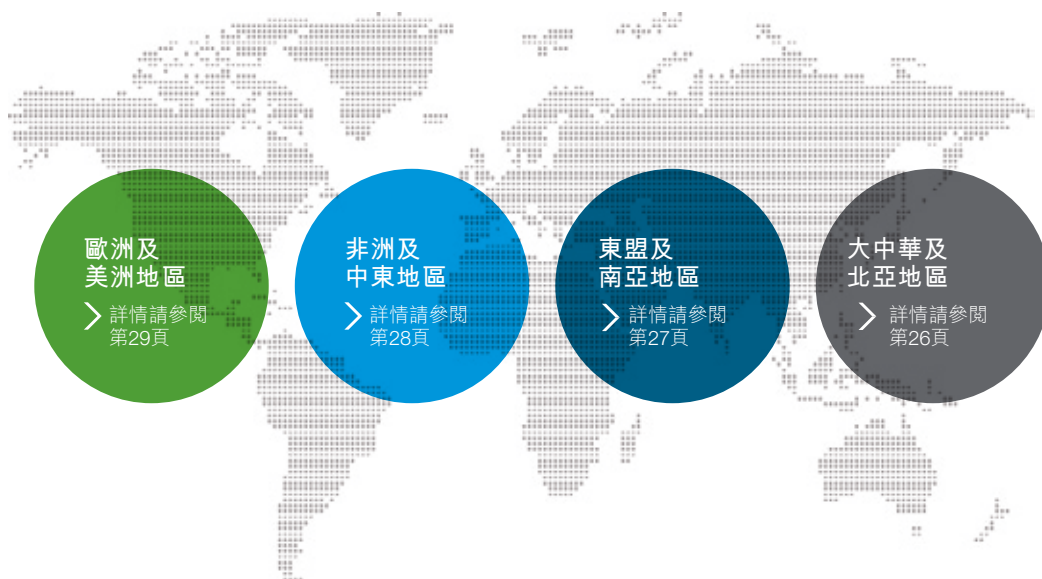 歐洲及
美洲地區
詳情請參閱
第29頁
非洲及
中東地區
詳情請參閱
第28頁
東盟及
南亞地區
詳情請參閱
第27頁
大中華及
北亞地區
詳情請參閱
第26頁